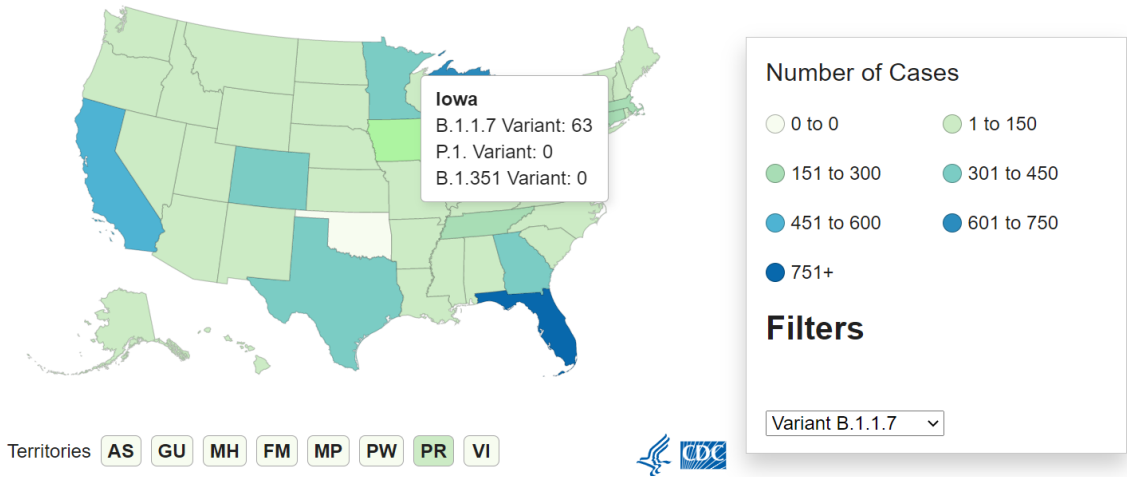 Iowa
B.1.1.7 Variant: 63
P.1. Variant: 0
B.1.351 Variant: 0
Number of Cases
0 to 0
1 to 150
151 to 300
301 to 450
451 to 600
601 to 750
751+
Filters
Variant B.1.1.7
Territories AS GU MH FM MP PW PR VI
CDC